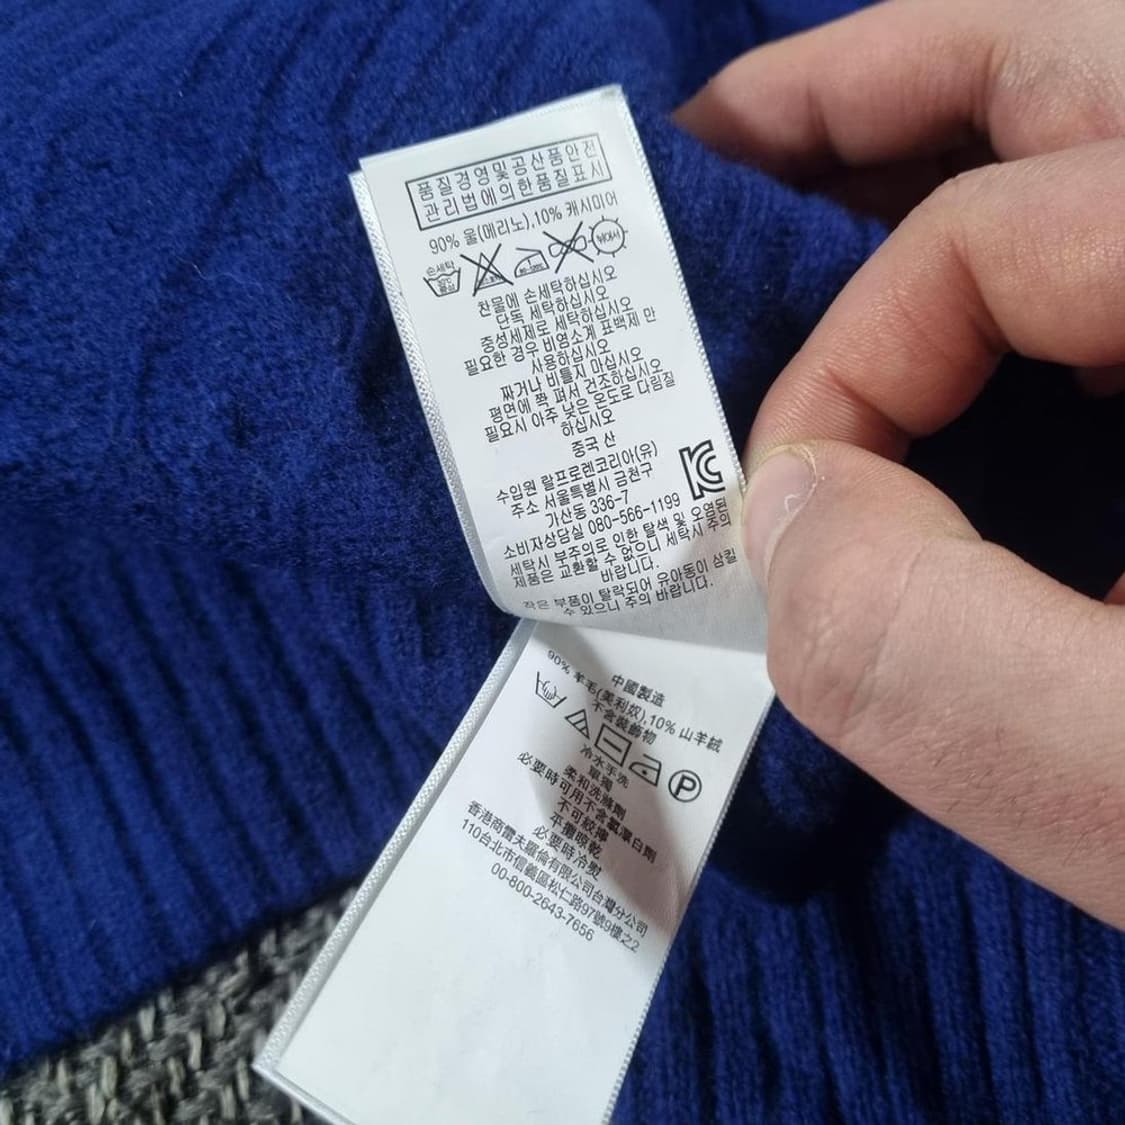 품질경영및공산품안전
관리법에의한품질표시
90% 울(메리노),10% 캐시미어
손세탁
찬물에 손세탁하십시오
단독 세탁하십시오
중성세제로 세탁하십시오
필요한 경우 비염소계 표백제 만
사용하십시오
짜거나 비틀지 마십시오
평면에 쫙 펴서 건조하십시오
필요시 아주 낮은 온도로 다림질
하십시오
중국 산
수입원 랄프로렌코리아(유)
주소 서울특별시 금천구
가산동 336-7
소비자상담실 080-566-1199
세탁시 부주의로 인한 탈색 및 오염된
제품은 교환할 수 없으니 세탁시 주의
바랍니다.
작은 부품이 탈락되어 유아동이 삼킬
수 있으니 주의 바랍니다.
中國製造
90% 羊毛(美利奴),10% 山羊絨
不含裝飾物
P
冷水手洗
單獨
柔和洗滌劑
必要時可用不含氯漂白劑
不可絞擰
平攤晾乾
必要時冷熨
香港商雷夫羅倫有限公司台灣分公司
110台北市信義區松仁路97號9樓之2
00-800-2643-7656